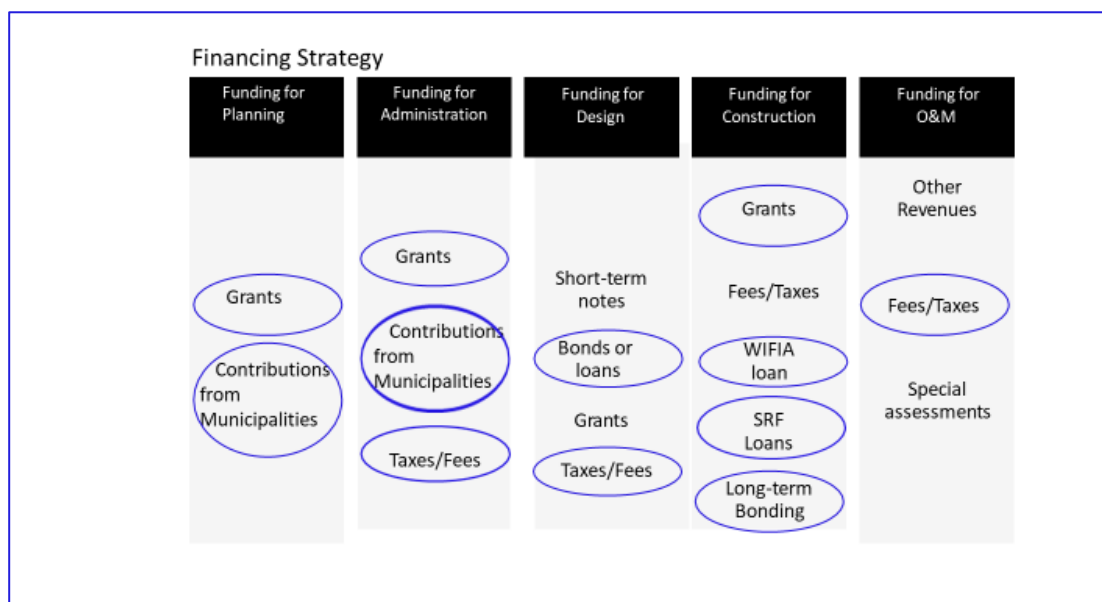 Financing Strategy
Funding for
Planning
Grants
Contributions
from
Municipalities
Funding for
Administration
Grants
Contributions
from
Municipalities
Taxes/Fees
Funding for
Design
Short-term
notes
Bonds or
loans
Grants
Taxes/Fees
Funding for
Construction
Grants
Fees/Taxes
WIFIA
loan
SRF
Loans
Long-term
Bonding
Funding for
O&M
Other
Revenues
Fees/Taxes
Special
assessments